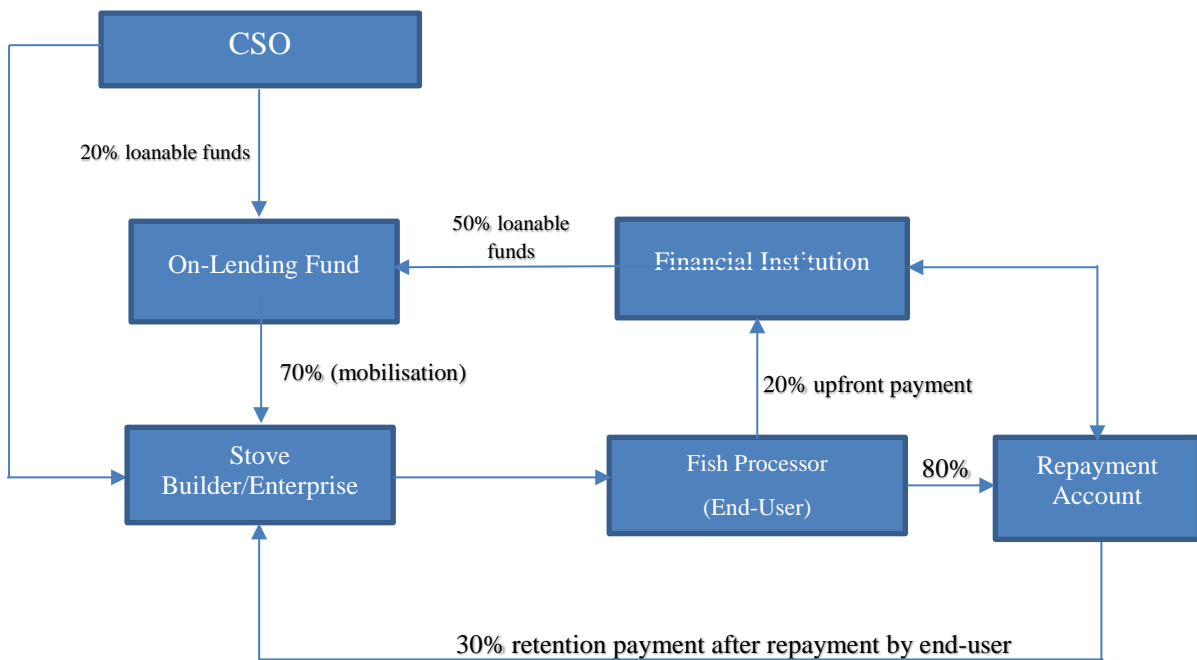 CSO
20% loanable funds
50% loanable
funds
On-Lending Fund
Financial Institution
70% (mobilisation)
20% upfront payment
Stove
Builder/Enterprise
Fish Processor
(End-User)
80%
Repayment
Account
30% retention payment after repayment by end-user